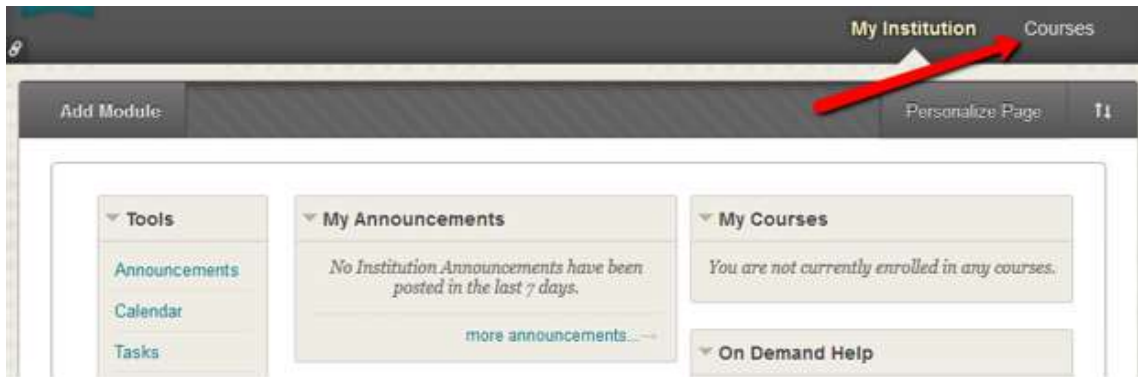 My Institution Courses
Add Module Personalize Page
Tools
Announcements
Calendar
Tasks
My Announcements
No Institution Announcements have been
posted in the last 7 days.
more announcements...
My Courses
You are not currently enrolled in any courses.
On Demand Help